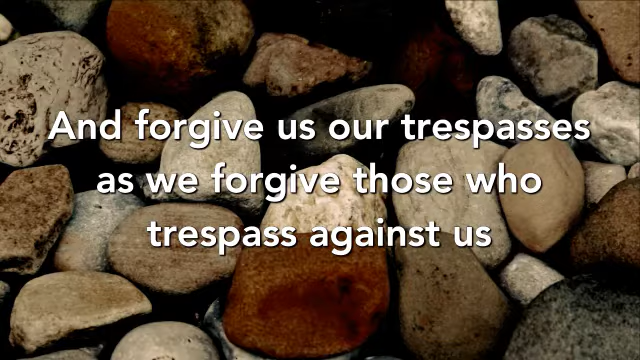 And forgive us our trespasses
as we forgive those who
trespass against us